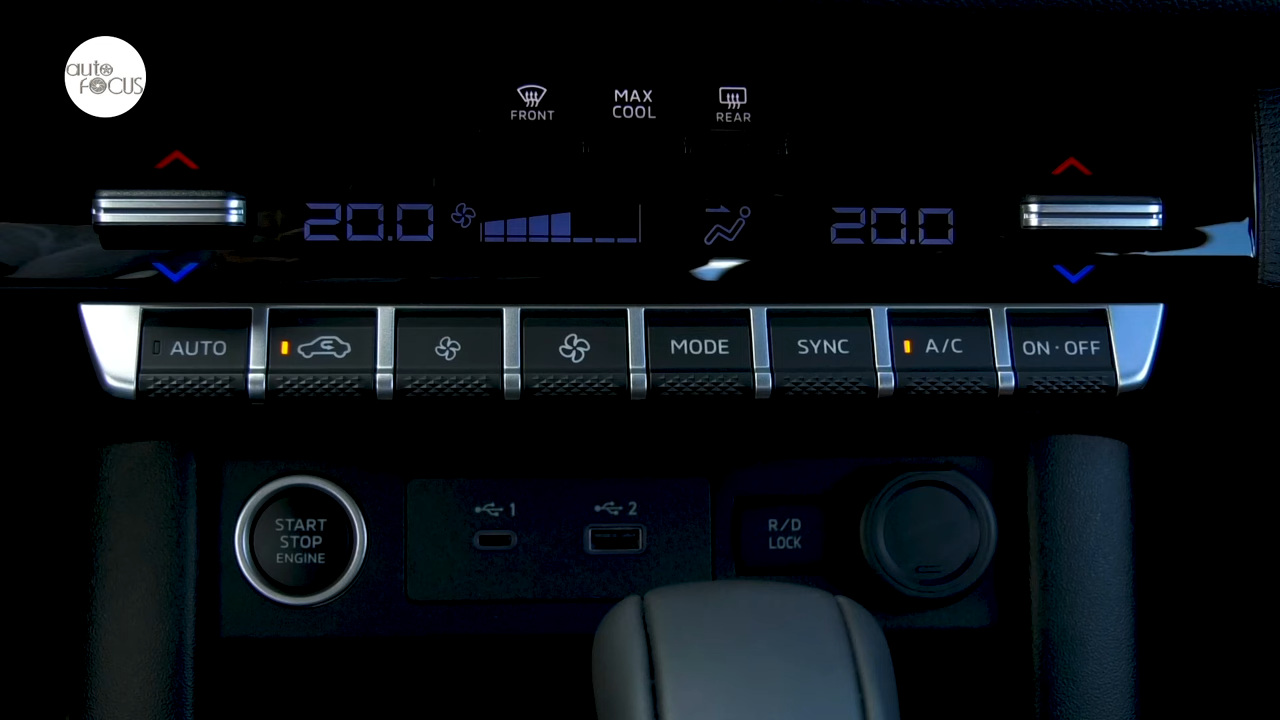 auto
FOCUS
FRONT
MAX
COOL
REAR
20.0
20.0
AUTO
MODE
SYNC
A/C
ON·OFF
START
STOP
ENGINE
1
2
R/D
LOCK